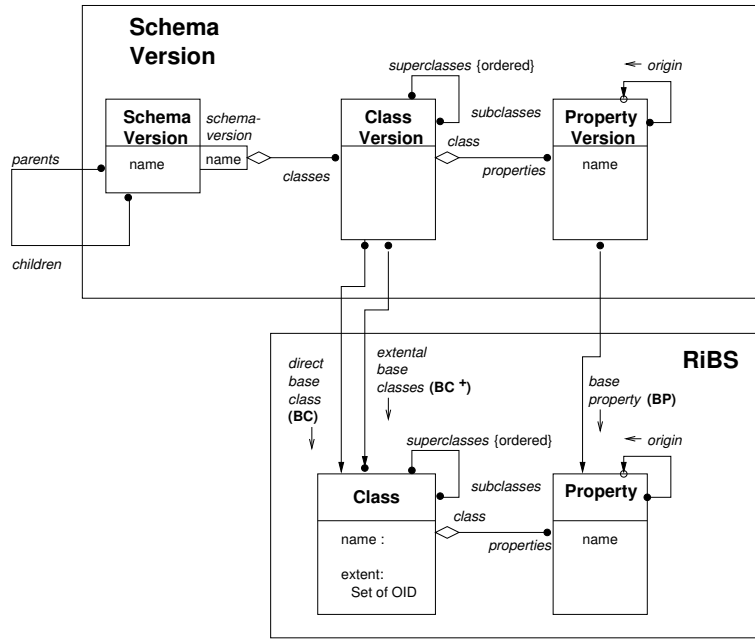 Schema
Version
superclasses {ordered}
origin
Schema
Version
schema-
version
name
name
Class
Version
subclasses
class
Property
Version
name
parents
classes
properties
children
RiBS
direct
base
class
(BC)
extental
base
classes (BC +)
base
property (BP)
superclasses {ordered}
origin
Class
subclasses
class
Property
name :
properties
name
extent:
Set of OID